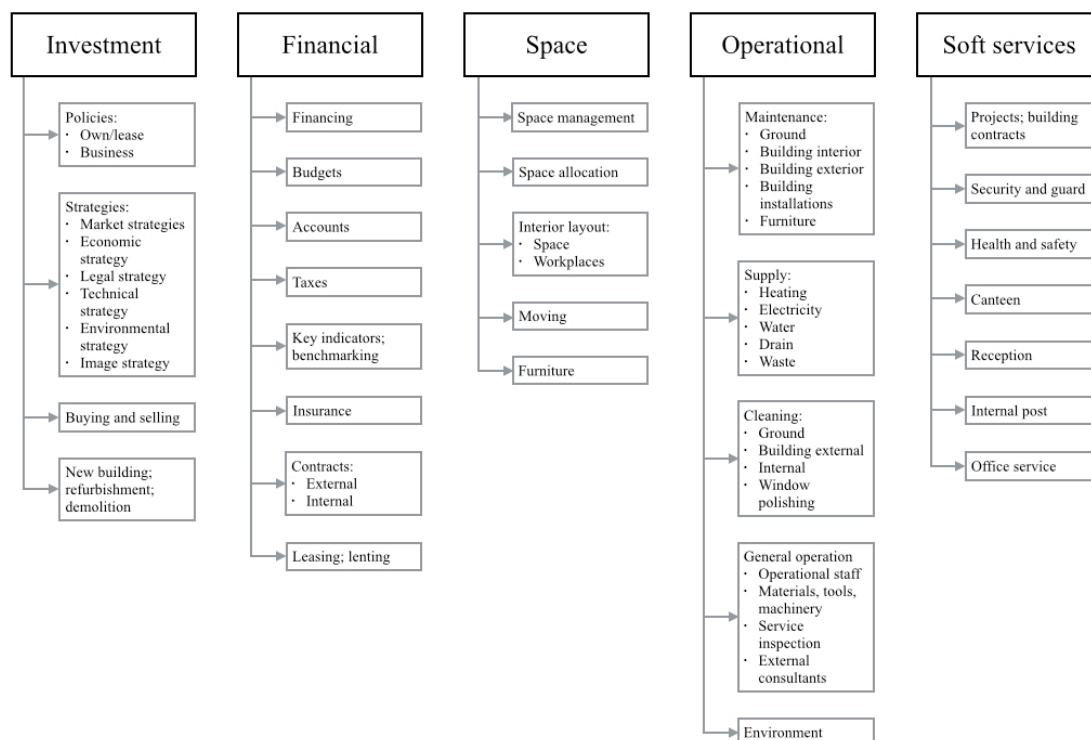 Investment
Policies:
· Own/lease
· Business
Strategies:
· Market strategies
· Economic
strategy
· Legal strategy
· Technical
strategy
· Environmental
strategy
· Image strategy
Buying and selling
New building;
refurbishment;
demolition
Financial
Financing
Budgets
Accounts
Taxes
Key indicators;
benchmarking
Insurance
Contracts:
· External
· Internal
Leasing; lenting
Space
Space management
Space allocation
Interior layout:
· Space
· Workplaces
Moving
Furniture
Operational
Maintenance:
· Ground
· Building interior
· Building exterior
· Building
installations
· Furniture
Supply:
· Heating
· Electricity
· Water
· Drain
· Waste
Cleaning:
· Ground
· Building external
· Internal
· Window
polishing
General operation
· Operational staff
· Materials, tools,
machinery
· Service
inspection
· External
consultants
Environment
Soft services
Projects; building
contracts
Security and guard
Health and safety
Canteen
Reception
Internal post
Office service